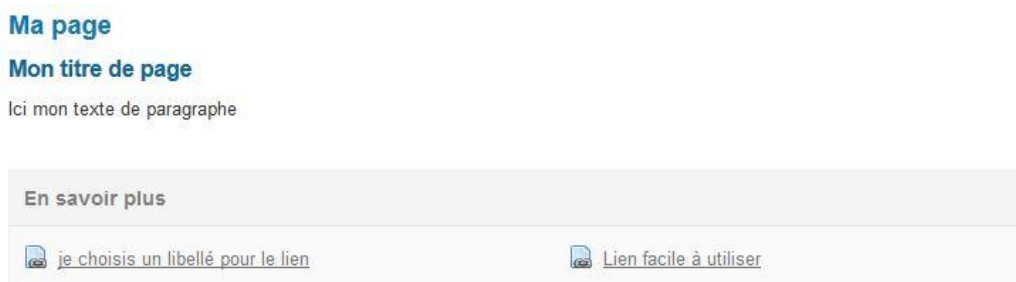 Ma page
Mon titre de page
Ici mon texte de paragraphe
En savoir plus
je choisis un libellé pour le lien
Lien facile à utiliser